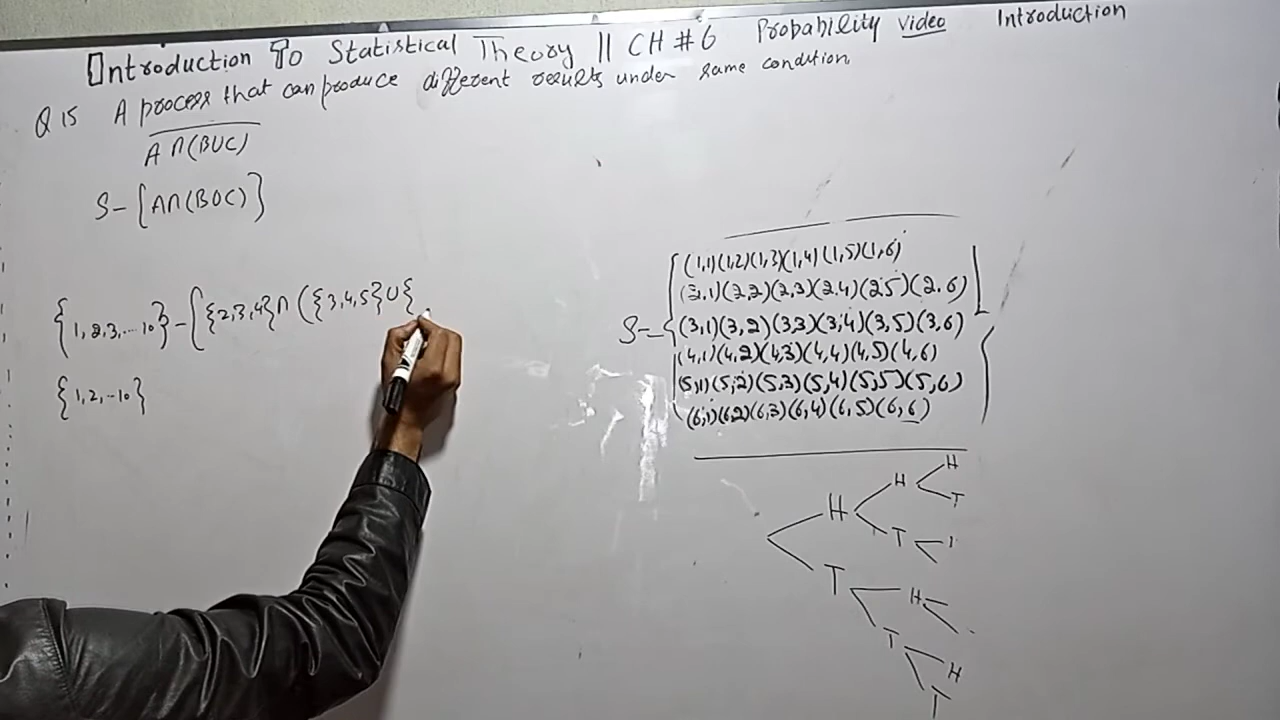 Introduction To Statistical Theory || CH # 6 Probability video Introduction
Q 15 A process that can produce different results under same condition.
A∩(BUC)
S-{A∩(BUC)}
{1,2,3,...10}-[{2,3,4}∩({3,4,5}U{
{1,2,...10}
(1,1)(1,2)(1,3)(1,4)(1,5)(1,6)
(2,1)(2,2)(2,3)(2,4)(2,5)(2,6)
S= (3,1)(3,2)(3,3)(3,4)(3,5)(3,6)
(4,1)(4,2)(4,3)(4,4)(4,5)(4,6)
(5,1)(5,2)(5,3)(5,4)(5,5)(5,6)
(6,1)(6,2)(6,3)(6,4)(6,5)(6,6)
H
H
T
H
T
T
H
T
H
T